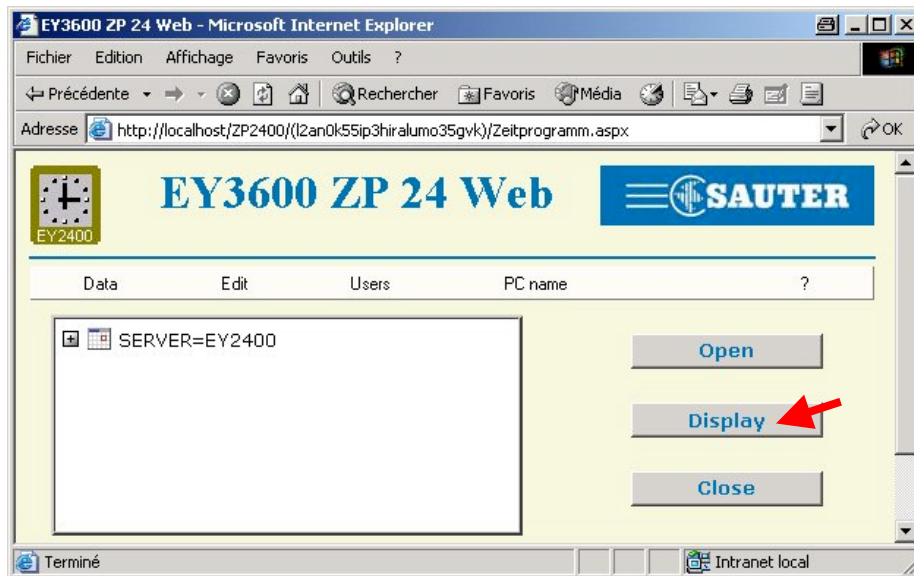 EY3600 ZP 24 Web - Microsoft Internet Explorer
Fichier Edition Affichage Favoris Outils ?
Précédente Rechercher Favoris Média
Adresse http://localhost/ZP2400/(l2an0k55ip3hiralumo35gvk)/Zeitprogramm.aspx OK
EY2400
EY3600 ZP 24 Web
SAUTER
Data Edit Users PC name ?
SERVER=EY2400
Open
Display
Close
Terminé Intranet local